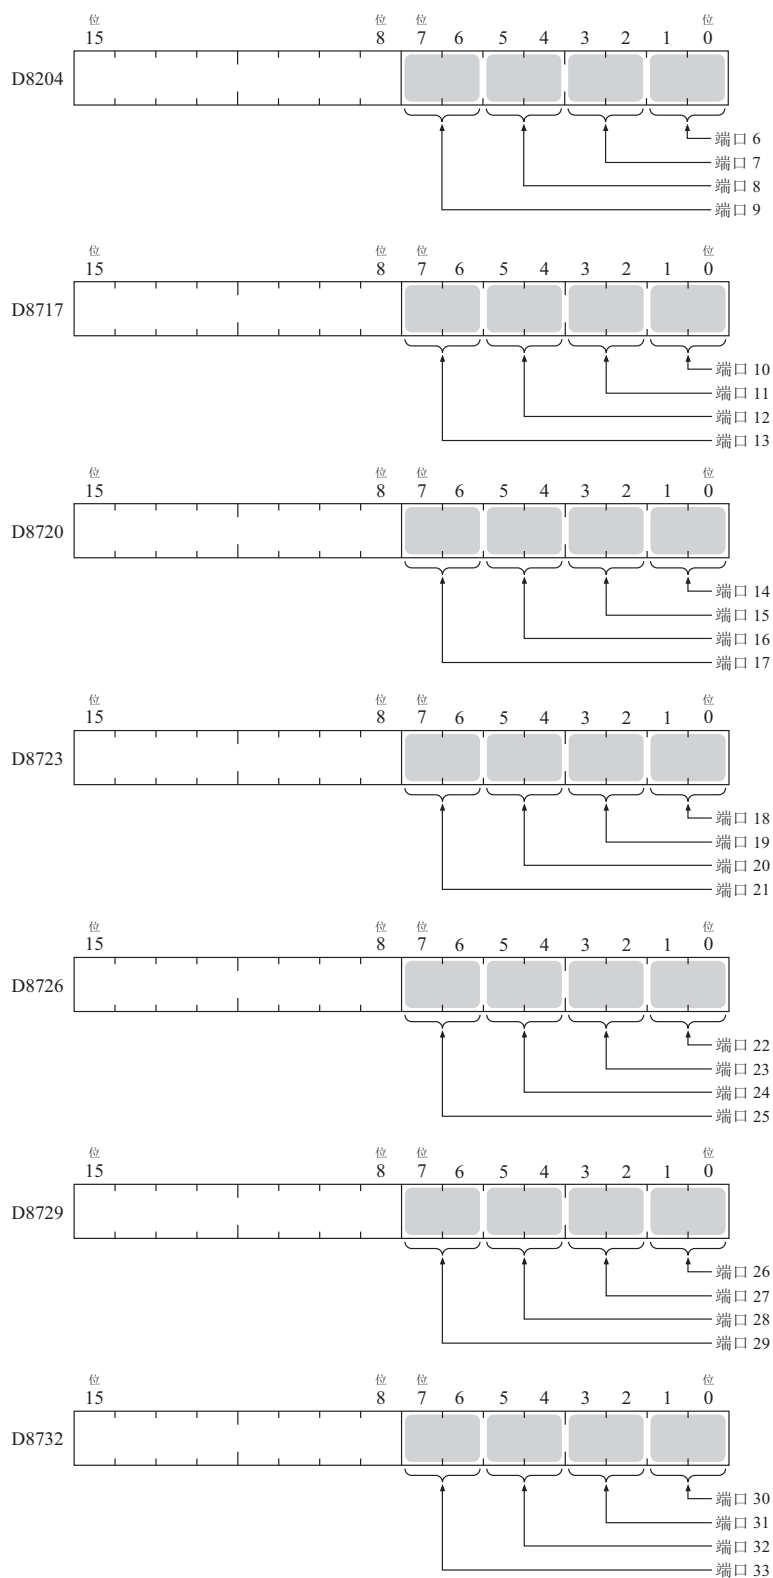 位 位 位 位
15 8 7 6 5 4 3 2 1 0
D8204
端口 6
端口 7
端口 8
端口 9
位 位 位 位
15 8 7 6 5 4 3 2 1 0
D8717
端口 10
端口 11
端口 12
端口 13
位 位 位 位
15 8 7 6 5 4 3 2 1 0
D8720
端口 14
端口 15
端口 16
端口 17
位 位 位 位
15 8 7 6 5 4 3 2 1 0
D8723
端口 18
端口 19
端口 20
端口 21
位 位 位 位
15 8 7 6 5 4 3 2 1 0
D8726
端口 22
端口 23
端口 24
端口 25
位 位 位 位
15 8 7 6 5 4 3 2 1 0
D8729
端口 26
端口 27
端口 28
端口 29
位 位 位 位
15 8 7 6 5 4 3 2 1 0
D8732
端口 30
端口 31
端口 32
端口 33